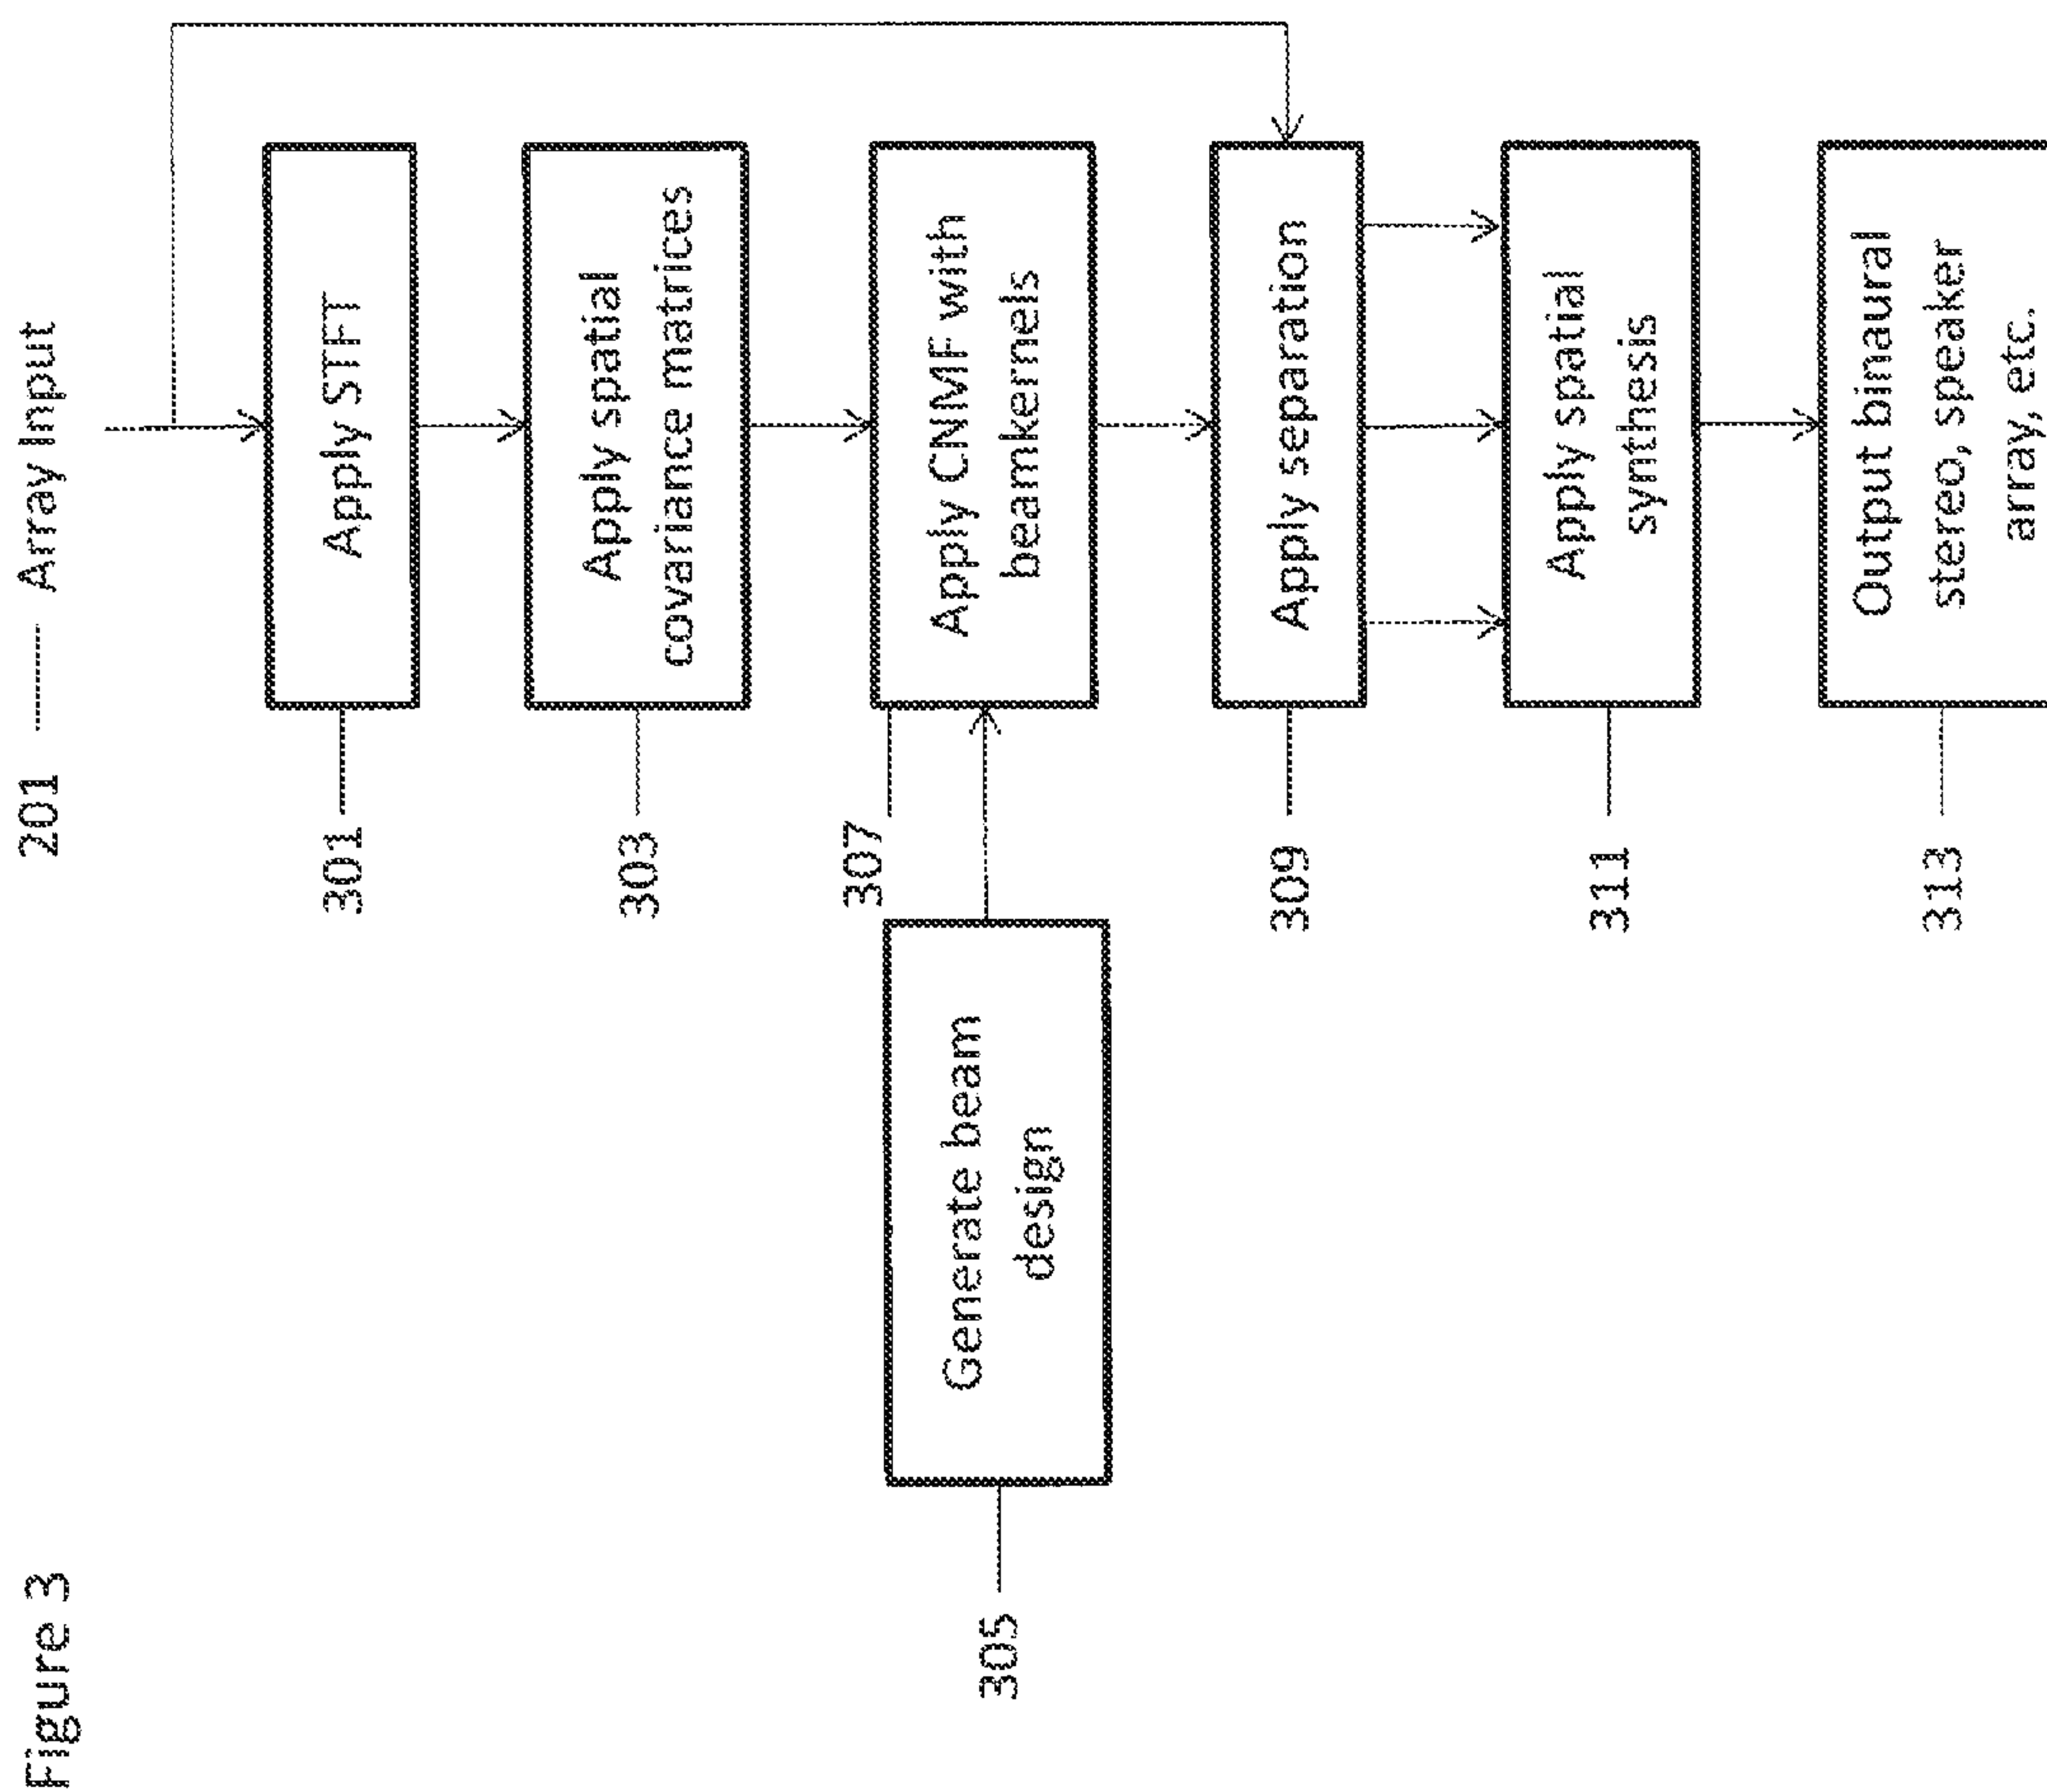 Figure 3
201
Array Input
301
Apply STFT
303
Apply spatial
covariance matrices
307
Apply CNMF with
beamkernels
305
Generate beam
design
309
Apply separation
311
Apply spatial
synthesis
313
Output binaural
stereo, speaker
array, etc.